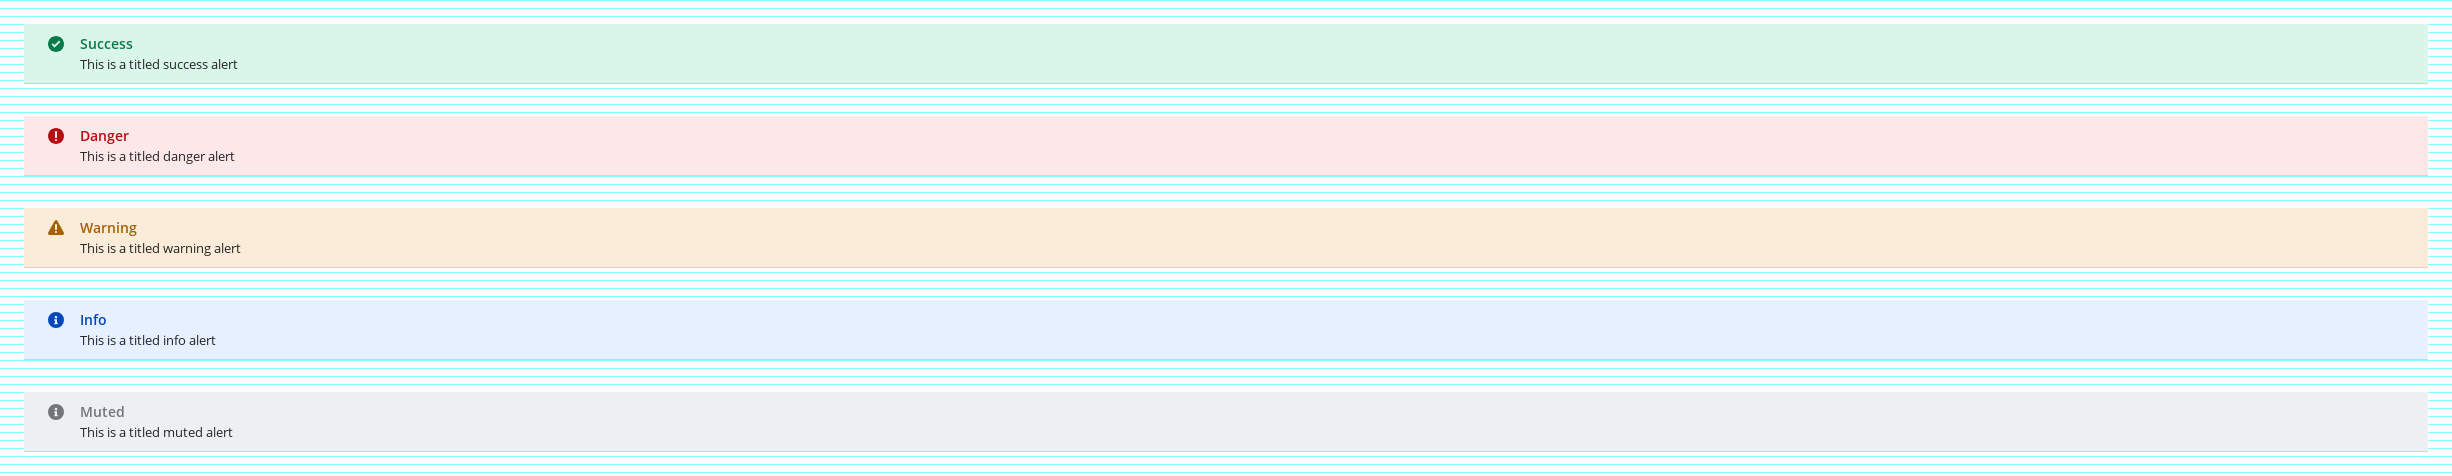 Success
This is a titled success alert
Danger
This is a titled danger alert
Warning
This is a titled warning alert
Info
This is a titled info alert
Muted
This is a titled muted alert